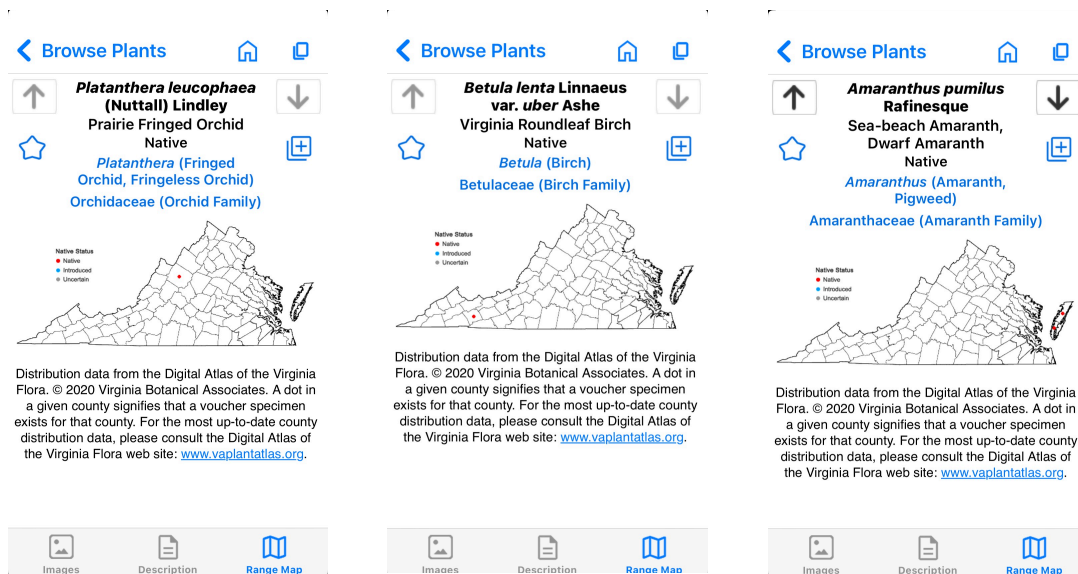 Browse Plants
Platanthera leucophaea
(Nuttall) Lindley
Prairie Fringed Orchid
Native
Platanthera (Fringed
Orchid, Fringeless Orchid)
Orchidaceae (Orchid Family)
Native Status
Native
Introduced
Uncertain
Distribution data from the Digital Atlas of the Virginia
Flora. © 2020 Virginia Botanical Associates. A dot in
a given county signifies that a voucher specimen
exists for that county. For the most up-to-date county
distribution data, please consult the Digital Atlas of
the Virginia Flora web site: www.vaplantatlas.org.
Images
Description
Range Map
Browse Plants
Betula lenta Linnaeus
var. uber Ashe
Virginia Roundleaf Birch
Native
Betula (Birch)
Betulaceae (Birch Family)
Native Status
Native
Introduced
Uncertain
Distribution data from the Digital Atlas of the Virginia
Flora. © 2020 Virginia Botanical Associates. A dot in
a given county signifies that a voucher specimen
exists for that county. For the most up-to-date county
distribution data, please consult the Digital Atlas of
the Virginia Flora web site: www.vaplantatlas.org.
Images
Description
Range Map
Browse Plants
Amaranthus pumilus
Rafinesque
Sea-beach Amaranth,
Dwarf Amaranth
Native
Amaranthus (Amaranth,
Pigweed)
Amaranthaceae (Amaranth Family)
Native Status
Native
Introduced
Uncertain
Distribution data from the Digital Atlas of the Virginia
Flora. © 2020 Virginia Botanical Associates. A dot in
a given county signifies that a voucher specimen
exists for that county. For the most up-to-date county
distribution data, please consult the Digital Atlas of
the Virginia Flora web site: www.vaplantatlas.org.
Images
Description
Range Map